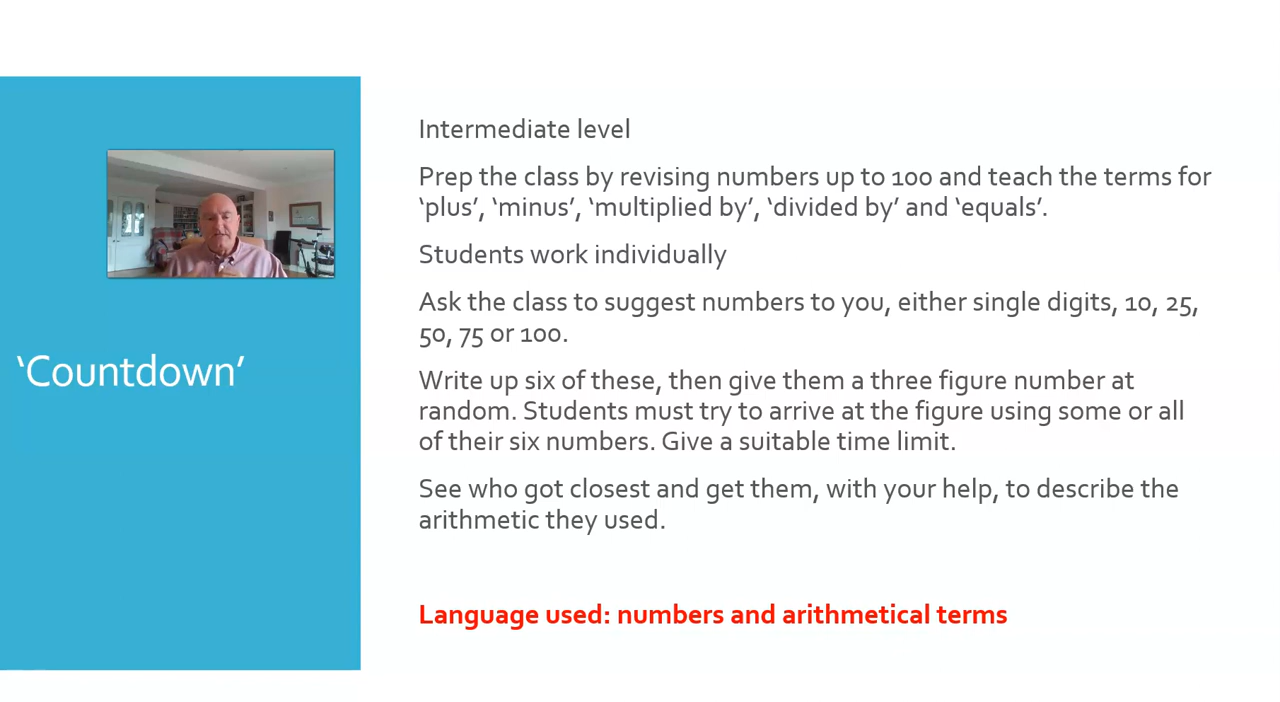 ‘Countdown’
Intermediate level
Prep the class by revising numbers up to 100 and teach the terms for
‘plus’, ‘minus’, ‘multiplied by’, ‘divided by’ and ‘equals’.
Students work individually
Ask the class to suggest numbers to you, either single digits, 10, 25,
50, 75 or 100.
Write up six of these, then give them a three figure number at
random. Students must try to arrive at the figure using some or all
of their six numbers. Give a suitable time limit.
See who got closest and get them, with your help, to describe the
arithmetic they used.
Language used: numbers and arithmetical terms